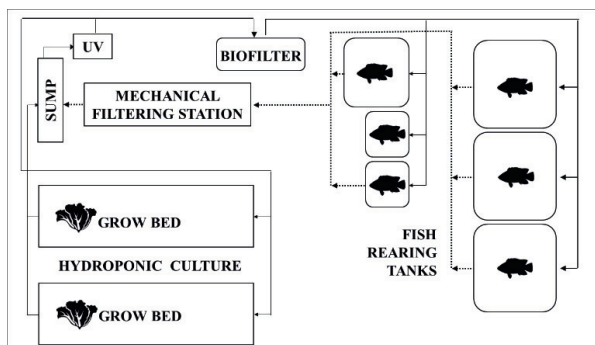 UV
BIOFILTER
SUMP
MECHANICAL
FILTERING STATION
GROW BED
HYDROPONIC CULTURE
GROW BED
FISH
REARING
TANKS